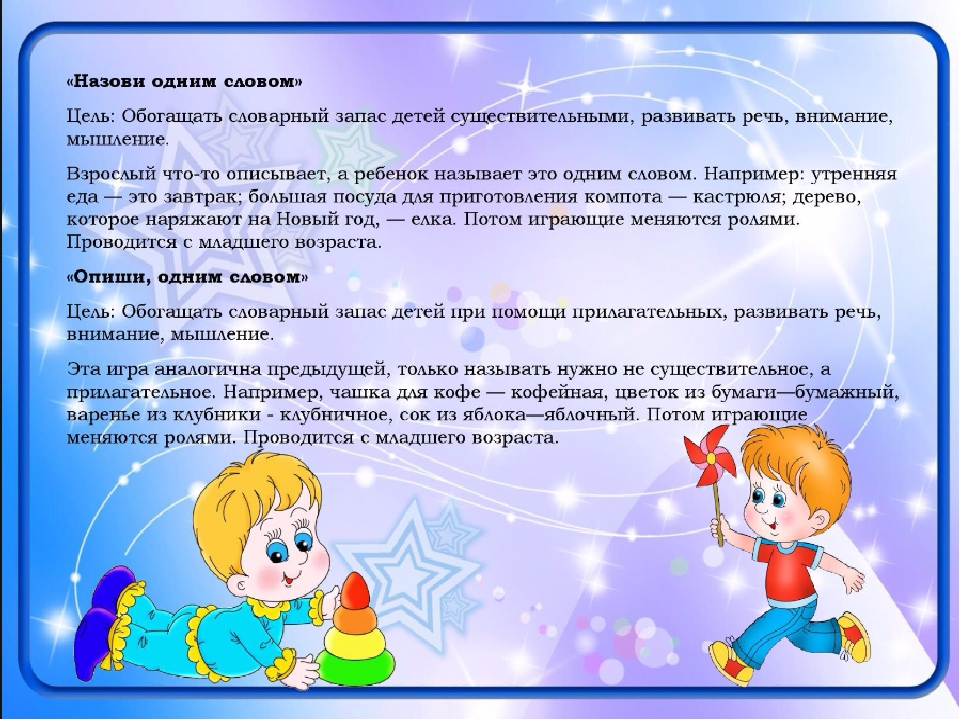 «Назови одним словом»
Цель: Обогащать словарный запас детей существительными, развивать речь, внимание,
мышление.
Взрослый что-то описывает, а ребенок называет это одним словом. Например: утренняя
еда — это завтрак; большая посуда для приготовления компота — кастрюля; дерево,
которое наряжают на Новый год, — елка. Потом играющие меняются ролями.
Проводится с младшего возраста.
«Опиши, одним словом»
Цель: Обогащать словарный запас детей при помощи прилагательных, развивать речь,
внимание, мышление.
Эта игра аналогична предыдущей, только называть нужно не существительное, а
прилагательное. Например, чашка для кофе — кофейная, цветок из бумаги—бумажный,
варенье из клубники - клубничное, сок из яблока—яблочный. Потом играющие
меняются ролями. Проводится с младшего возраста.